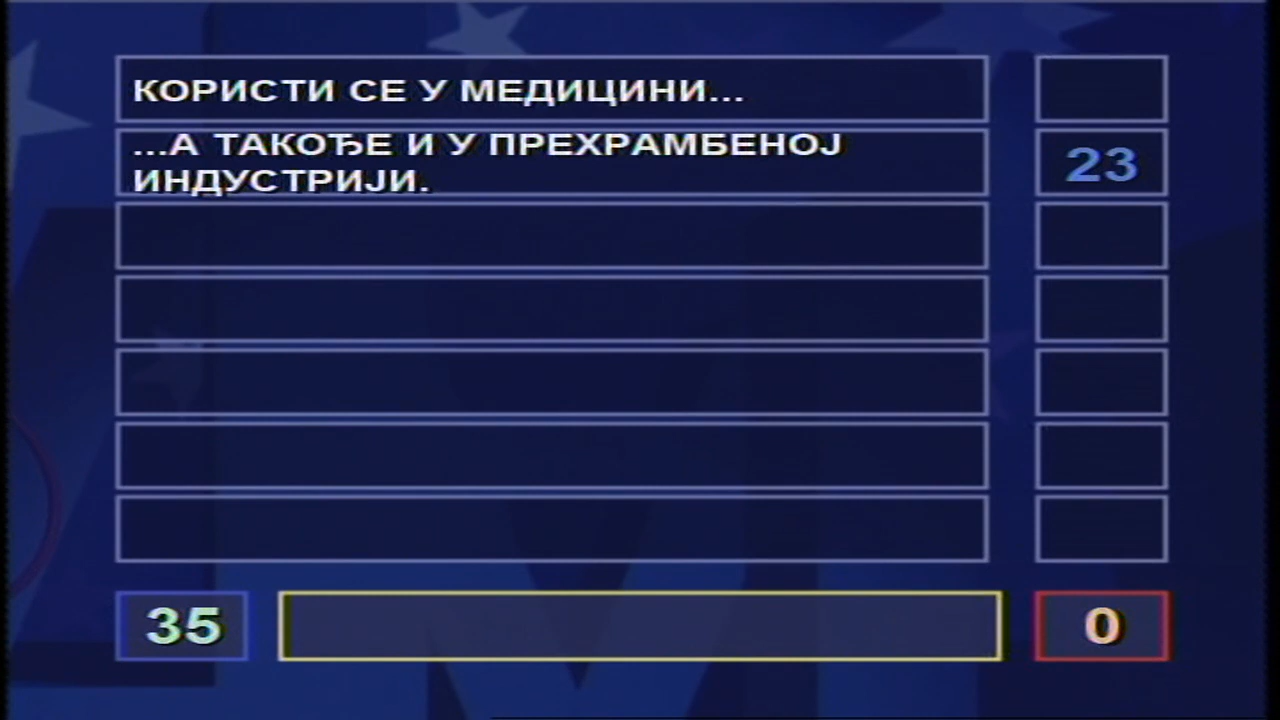 КОРИСТИ СЕ У МЕДИЦИНИ...
...А ТАКОЂЕ И У ПРЕХРАМБЕНОЈ
ИНДУСТРИЈИ.
23
35
0